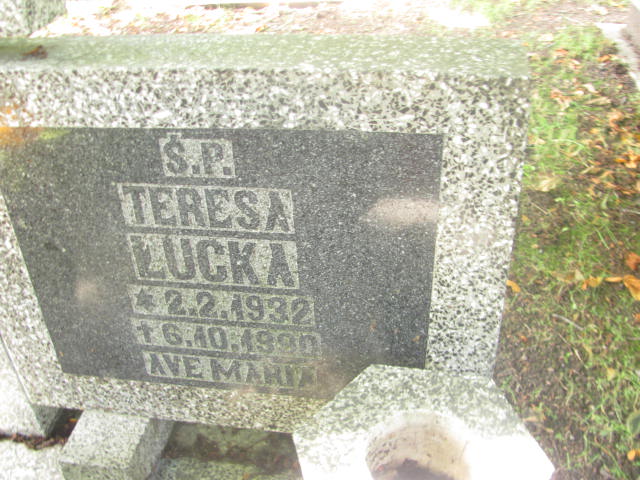 Ś.P.
TERESA
ŁUCKA
* 2.2.1932
† 6.10.1990
AVE MARIA